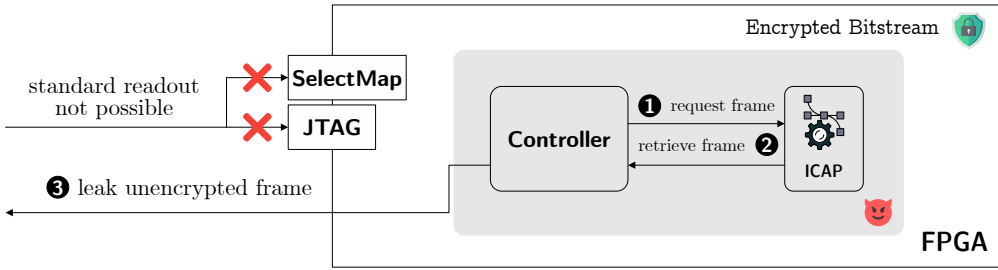 Encrypted Bitstream
standard readout
not possible
SelectMap
JTAG
Controller
1 request frame
retrieve frame 2
ICAP
3 leak unencrypted frame
FPGA